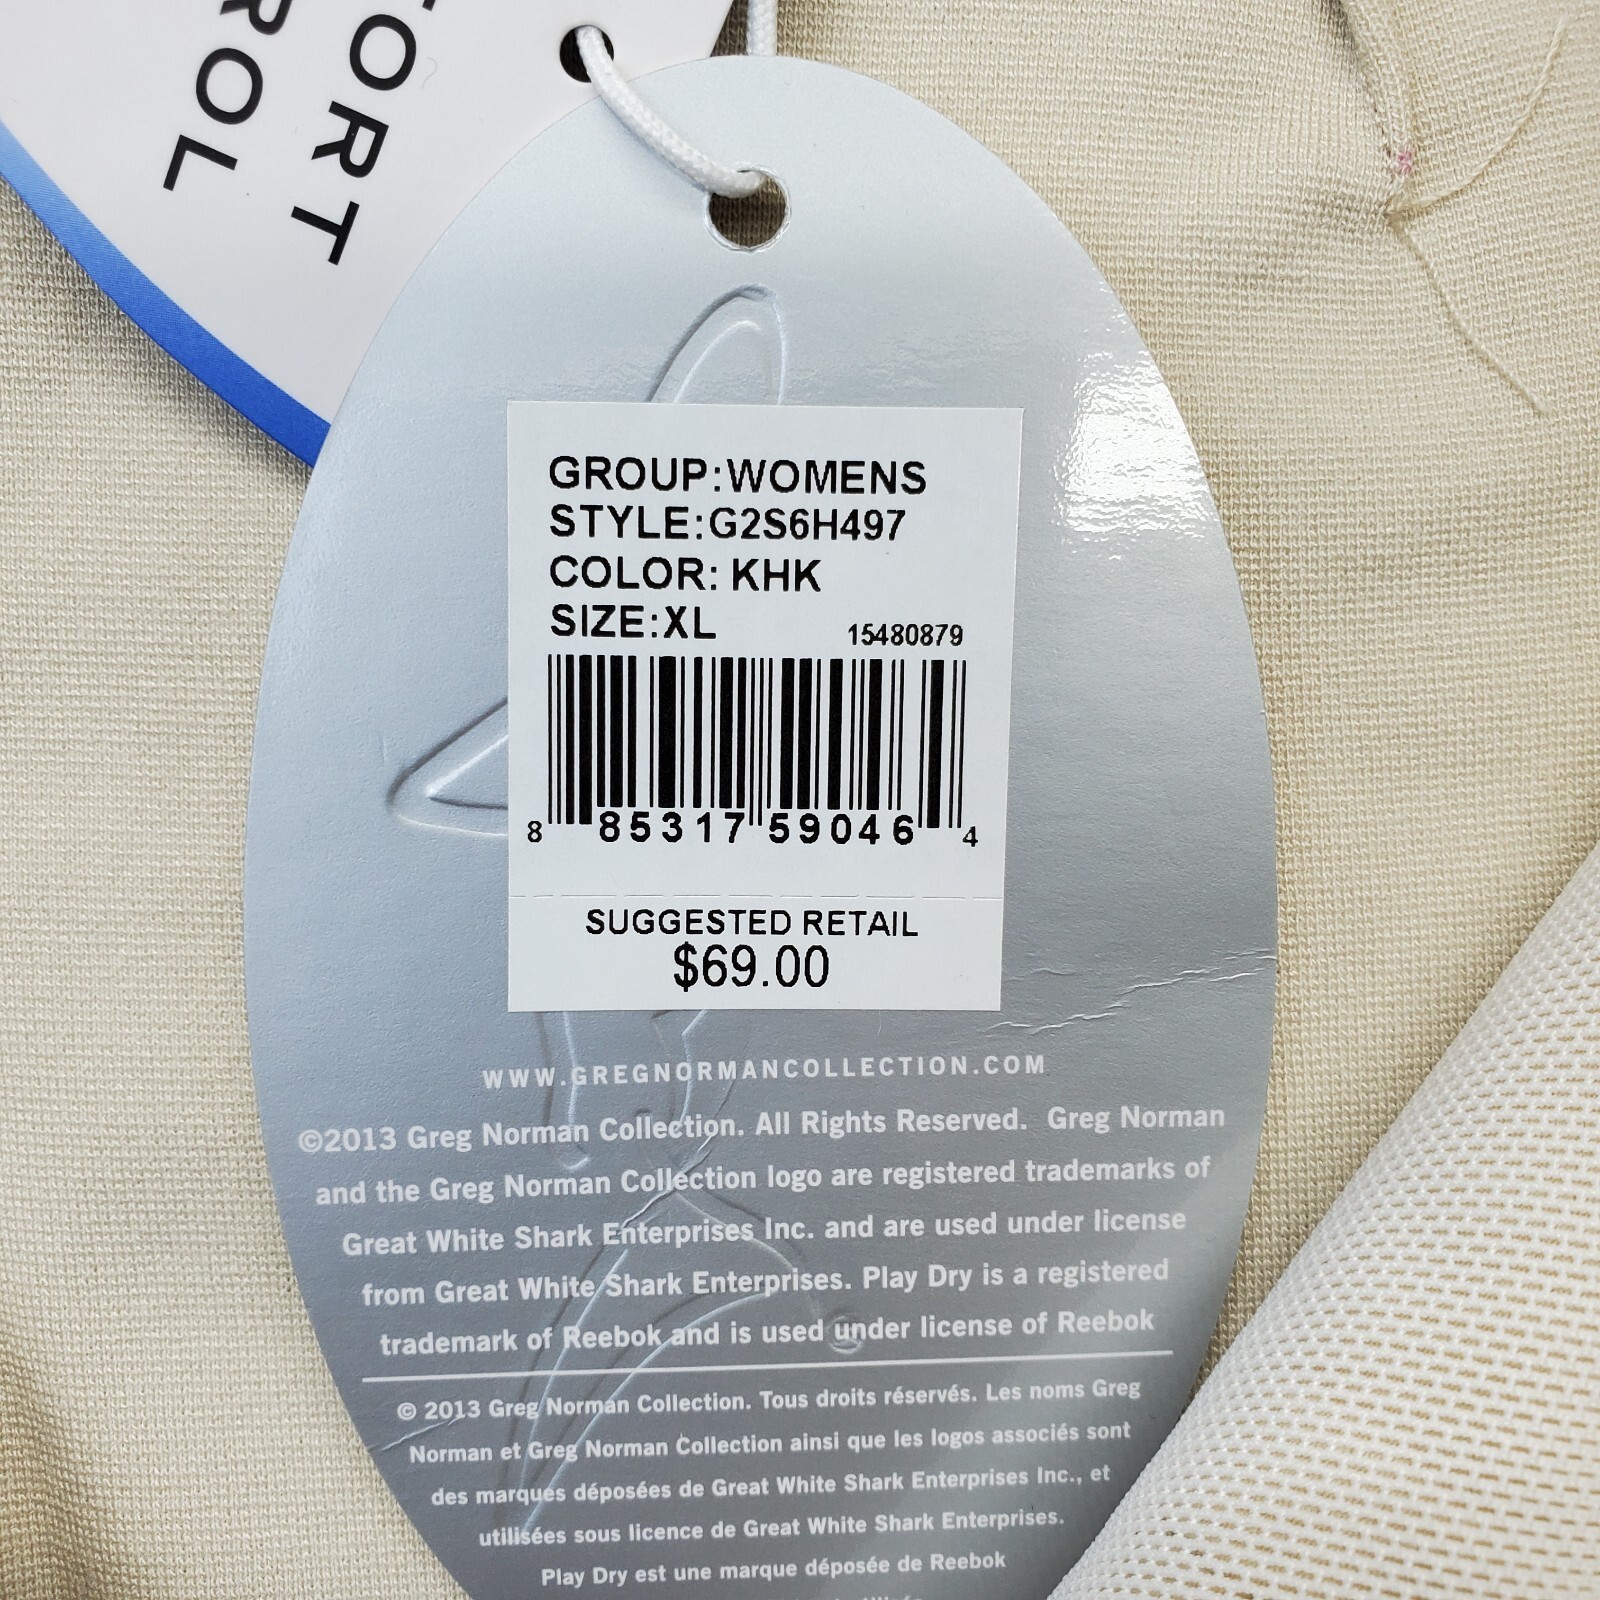 ORT
ROL
GROUP:WOMENS
STYLE:G2S6H497
COLOR: KHK
SIZE:XL
15480879
8 85317 59046 4
SUGGESTED RETAIL
$69.00
WWW.GREGNORMANCOLLECTION.COM
©2013 Greg Norman Collection. All Rights Reserved. Greg Norman
and the Greg Norman Collection logo are registered trademarks of
Great White Shark Enterprises Inc. and are used under license
from Great White Shark Enterprises. Play Dry is a registered
trademark of Reebok and is used under license of Reebok
© 2013 Greg Norman Collection. Tous droits réservés. Les noms Greg
Norman et Greg Norman Collection ainsi que les logos associés sont
des marques déposées de Great White Shark Enterprises Inc., et
utilisées sous licence de Great White Shark Enterprises.
Play Dry est une marque déposée de Reebok